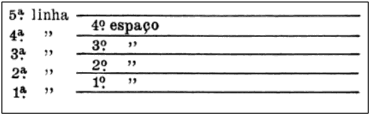 5ª linha
4º espaço
4ª „
3º „
3ª „
2º „
2ª „
1º „
1ª „